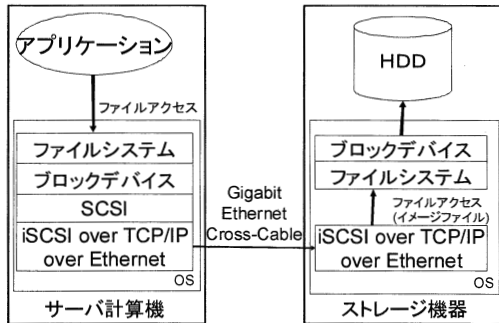 アプリケーション
ファイルアクセス
ファイルシステム
ブロックデバイス
SCSI
iSCSI over TCP/IP
over Ethernet
OS
サーバ計算機
Gigabit
Ethernet
Cross-Cable
HDD
ブロックデバイス
ファイルシステム
ファイルアクセス
(イメージファイル)
iSCSI over TCP/IP
over Ethernet
OS
ストレージ機器